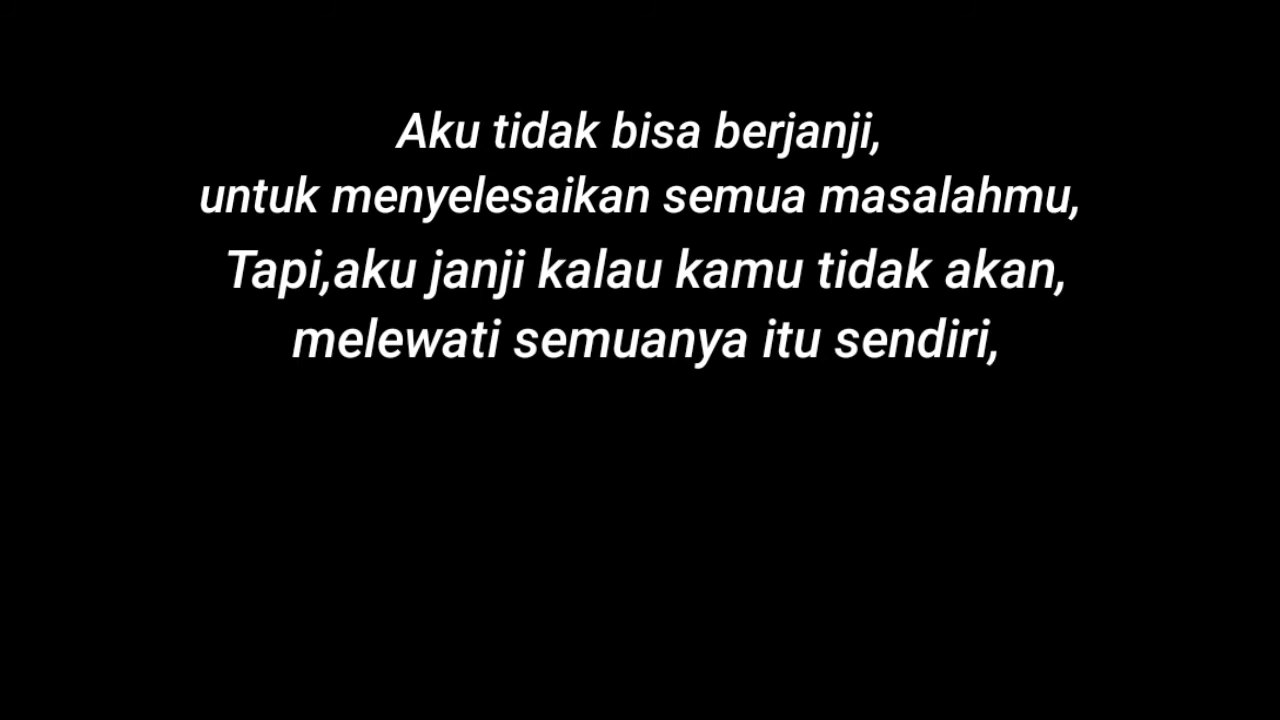 Aku tidak bisa berjanji,
untuk menyelesaikan semua masalahmu,
Tapi,aku janji kalau kamu tidak akan,
melewati semuanya itu sendiri,